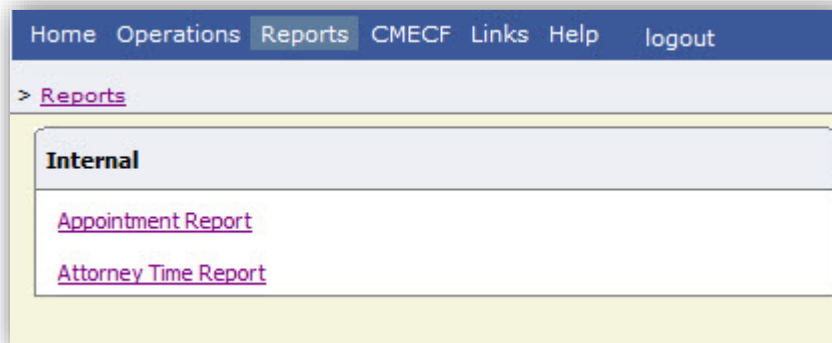 Home Operations Reports CMECF Links Help logout
> Reports
Internal
Appointment Report
Attorney Time Report